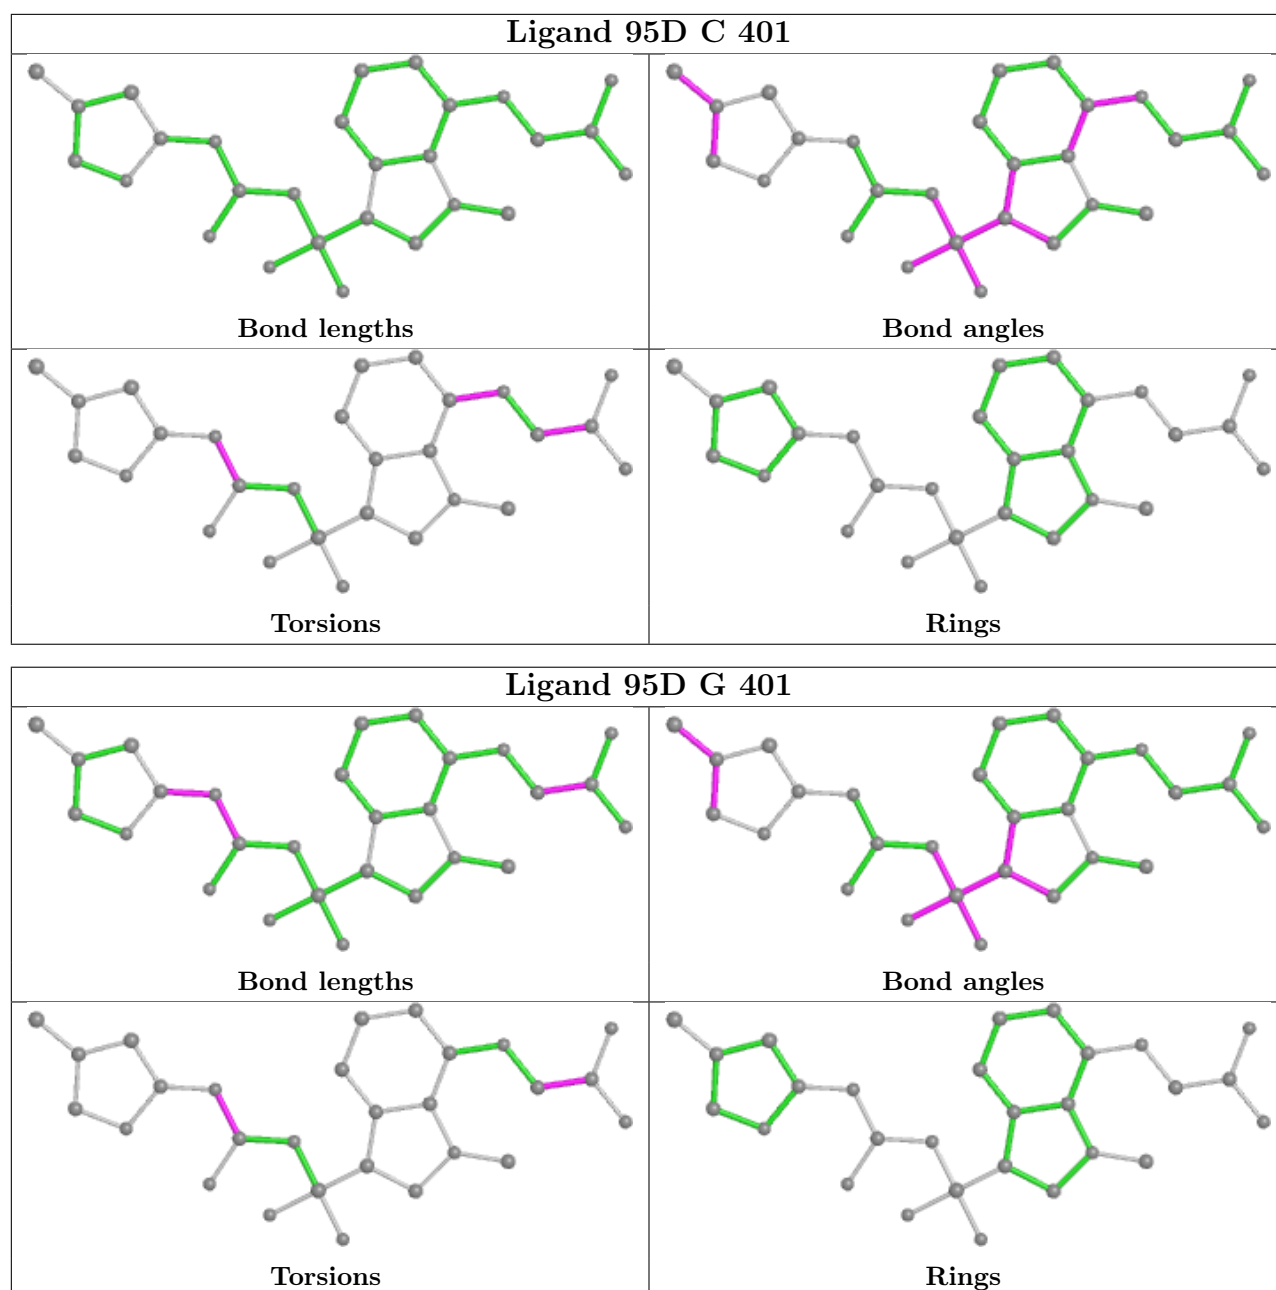 Ligand 95D C 401
Bond lengths
Bond angles
Torsions
Rings
Ligand 95D G 401
Bond lengths
Bond angles
Torsions
Rings